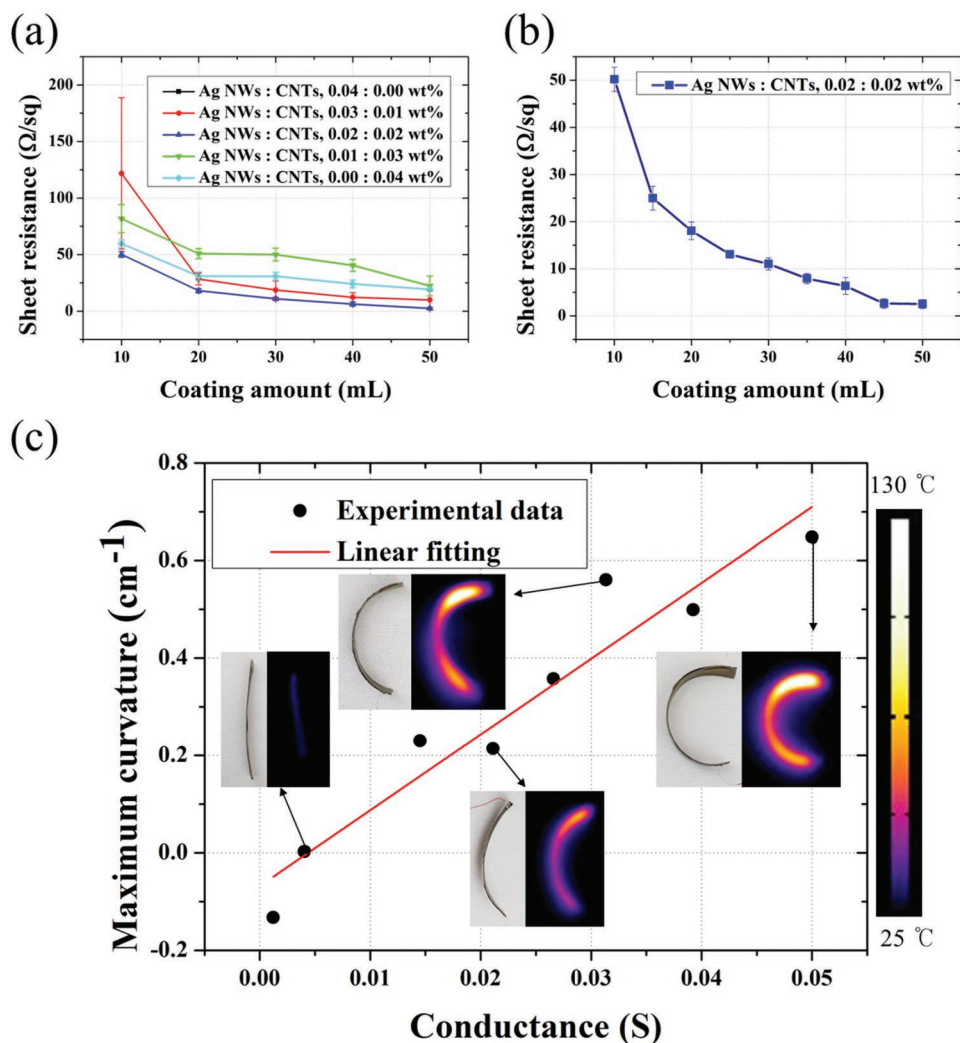 (a)
Sheet resistance (Ω/sq)
200
150
100
50
0
Ag NWs : CNTs, 0.04 : 0.00 wt%
Ag NWs : CNTs, 0.03 : 0.01 wt%
Ag NWs : CNTs, 0.02 : 0.02 wt%
Ag NWs : CNTs, 0.01 : 0.03 wt%
Ag NWs : CNTs, 0.00 : 0.04 wt%
10 20 30 40 50
Coating amount (mL)
(b)
Sheet resistance (Ω/sq)
50
40
30
20
10
0
Ag NWs : CNTs, 0.02 : 0.02 wt%
10 20 30 40 50
Coating amount (mL)
(c)
Maximum curvature (cm-1)
0.8
0.6
0.4
0.2
0.0
-0.2
Experimental data
Linear fitting
0.00 0.01 0.02 0.03 0.04 0.05
Conductance (S)
130 ℃
25 ℃